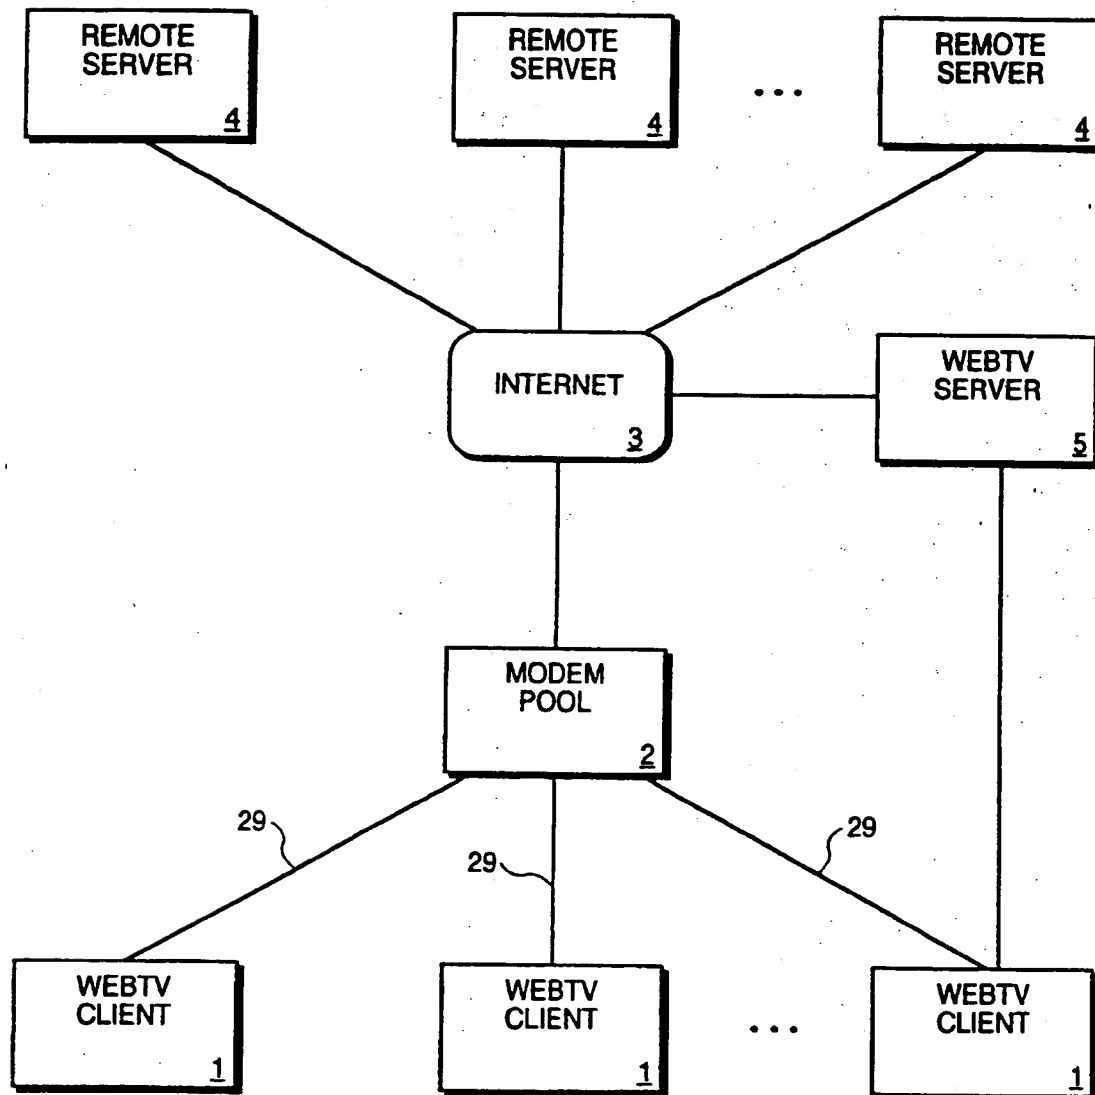 REMOTE
SERVER
4
REMOTE
SERVER
4
REMOTE
SERVER
4
INTERNET
3
WEBTV
SERVER
5
MODEM
POOL
2
29
29
29
WEBTV
CLIENT
1
WEBTV
CLIENT
1
WEBTV
CLIENT
1